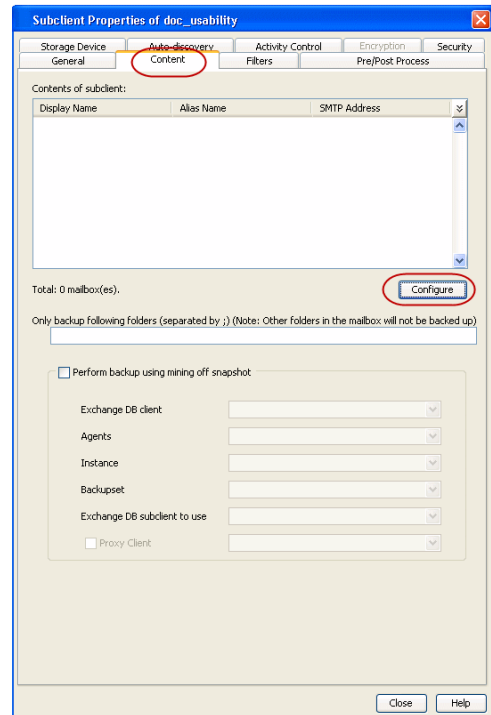 Subclient Properties of doc_usability
Storage Device Auto-discovery Activity Control Encryption Security
General Content Filters Pre/Post Process
Contents of subclient:
Display Name Alias Name SMTP Address
Total: 0 mailbox(es). Configure
Only backup following folders (separated by ;) (Note: Other folders in the mailbox will not be backed up)
Perform backup using mining off snapshot
Exchange DB client
Agents
Instance
Backupset
Exchange DB subclient to use
Proxy Client
Close Help